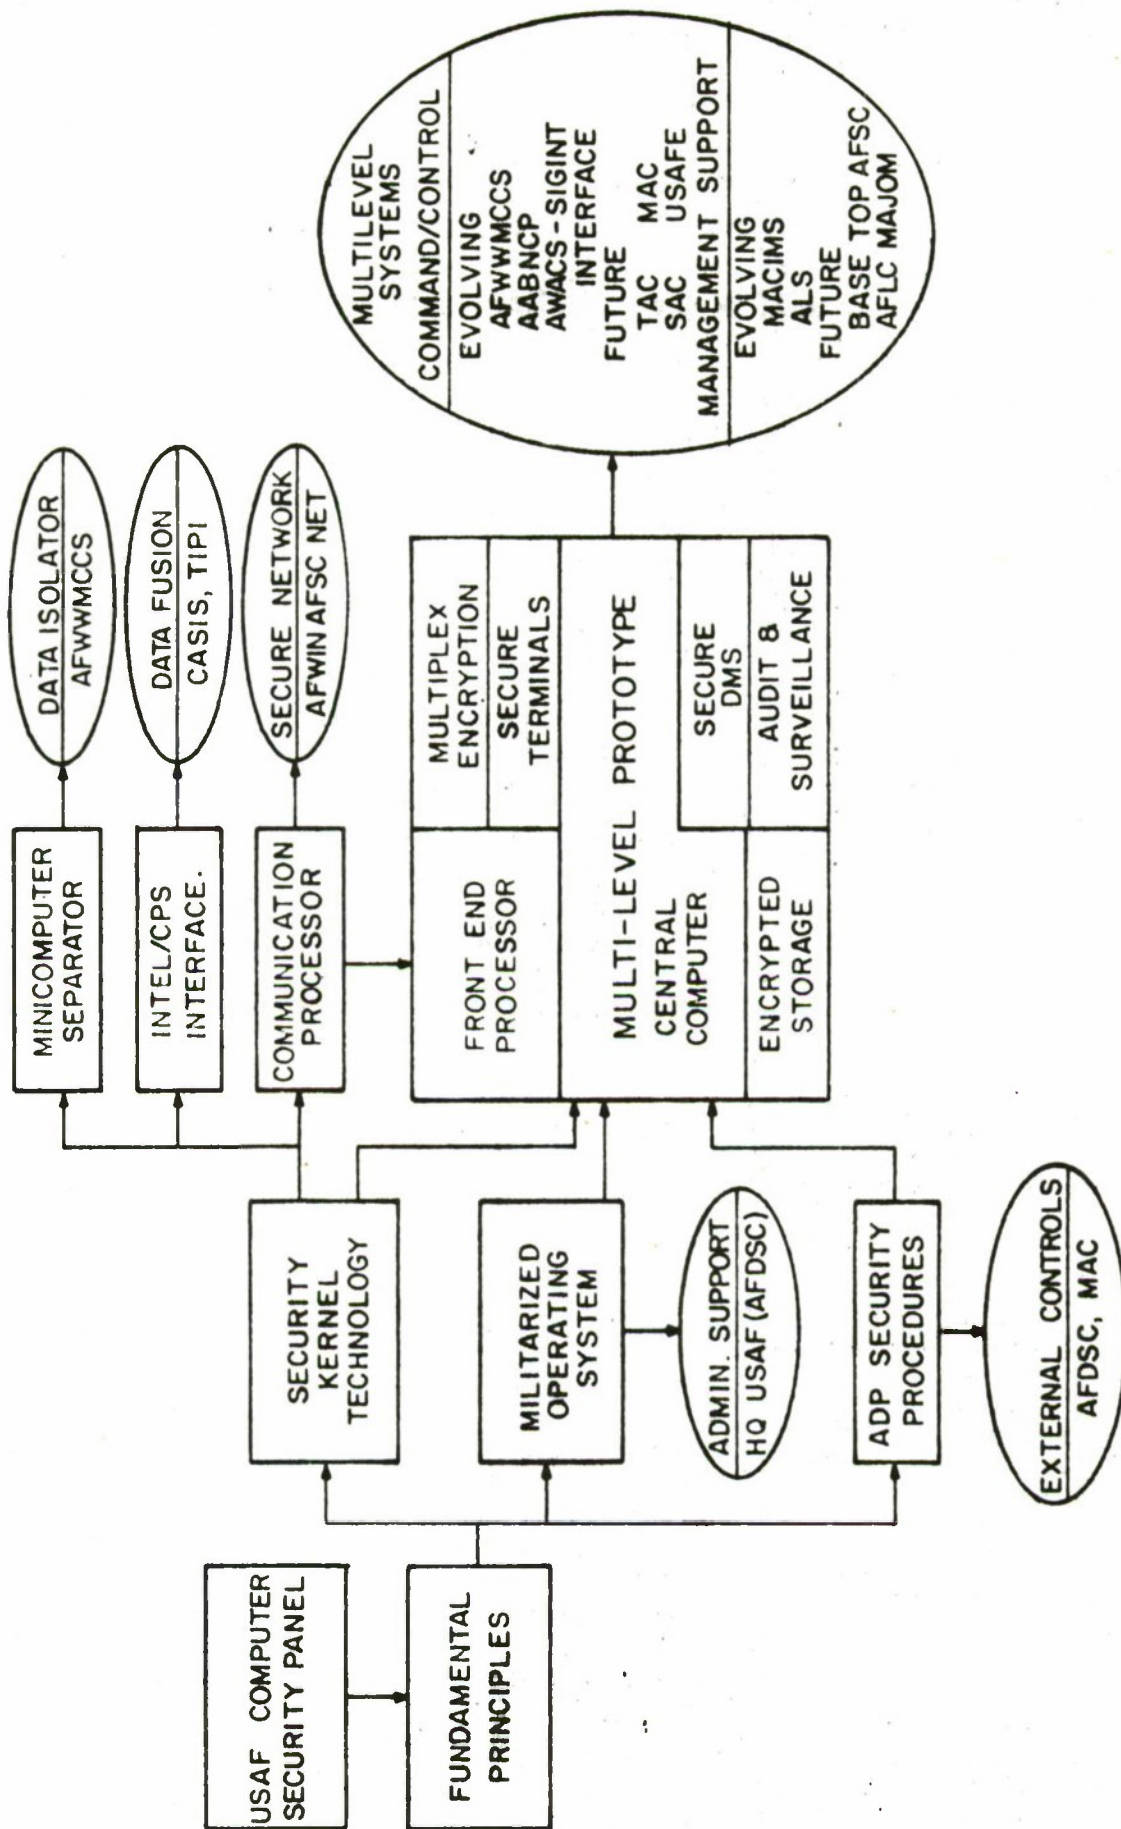 USAF COMPUTER
SECURITY PANEL
FUNDAMENTAL
PRINCIPLES
SECURITY
KERNEL
TECHNOLOGY
MILITARIZED
OPERATING
SYSTEM
ADMIN. SUPPORT
HQ USAF (AFDSC)
ADP SECURITY
PROCEDURES
EXTERNAL CONTROLS
AFDSC, MAC
MINICOMPUTER
SEPARATOR
INTEL/CPS
INTERFACE.
COMMUNICATION
PROCESSOR
DATA ISOLATOR
AFWWMCCS
DATA FUSION
CASIS, TIPI
SECURE NETWORK
AFWIN AFSC NET
FRONT END
PROCESSOR
MULTIPLEX
ENCRYPTION
SECURE
TERMINALS
MULTI-LEVEL PROTOTYPE
CENTRAL
COMPUTER
SECURE
DMS
ENCRYPTED
STORAGE
AUDIT &
SURVEILLANCE
MULTILEVEL
SYSTEMS
COMMAND/CONTROL
EVOLVING
AFWWMCCS
AABNCP
AWACS-SIGINT
INTERFACE
FUTURE
TAC MAC
SAC USAFE
MANAGEMENT SUPPORT
EVOLVING
MACIMS
ALS
FUTURE
BASE TOP AFSC
AFLC MAJOM